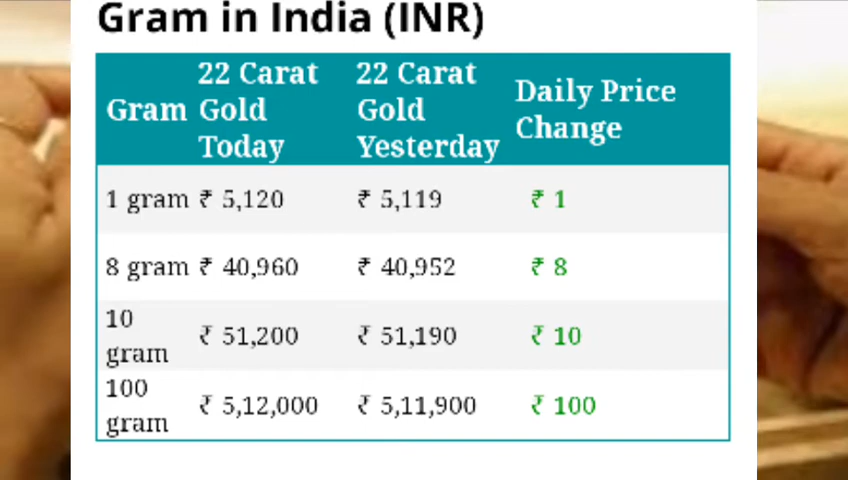 Gram in India (INR)
Gram 22 Carat Gold Today 22 Carat Gold Yesterday Daily Price Change
1 gram ₹ 5,120 ₹ 5,119 ₹ 1
8 gram ₹ 40,960 ₹ 40,952 ₹ 8
10 gram ₹ 51,200 ₹ 51,190 ₹ 10
100 gram ₹ 5,12,000 ₹ 5,11,900 ₹ 100